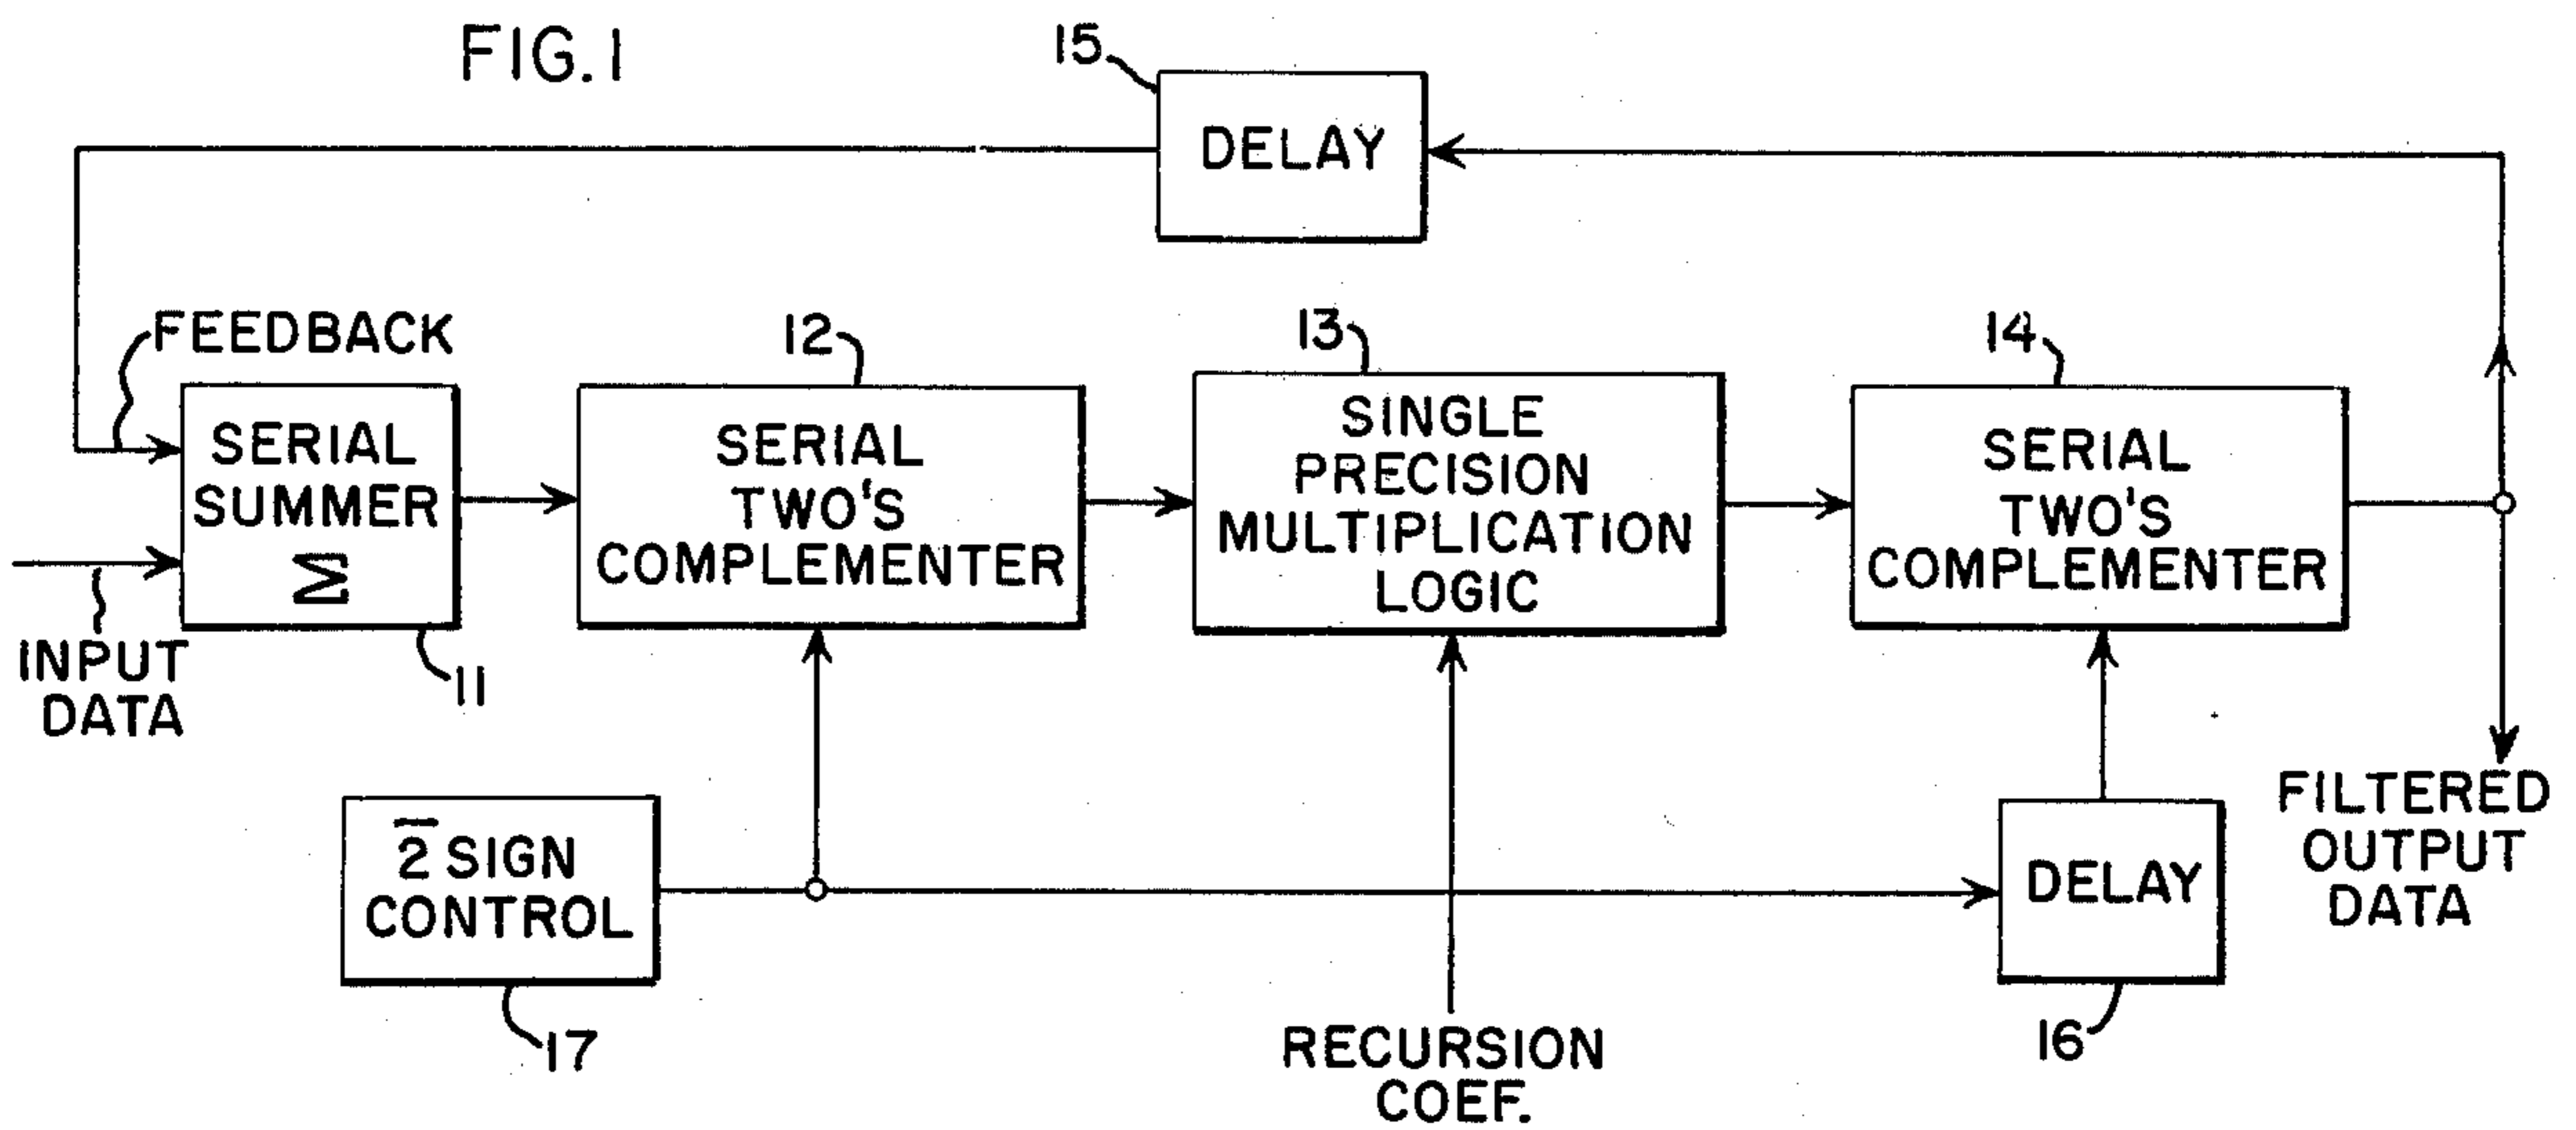 FIG. 1
15
DELAY
FEEDBACK
12
13
14
SERIAL
SUMMER
Σ
SERIAL
TWO'S
COMPLEMENTER
SINGLE
PRECISION
MULTIPLICATION
LOGIC
SERIAL
TWO'S
COMPLEMENTER
INPUT
DATA
11
2̅ SIGN
CONTROL
17
RECURSION
COEF.
DELAY
16
FILTERED
OUTPUT
DATA